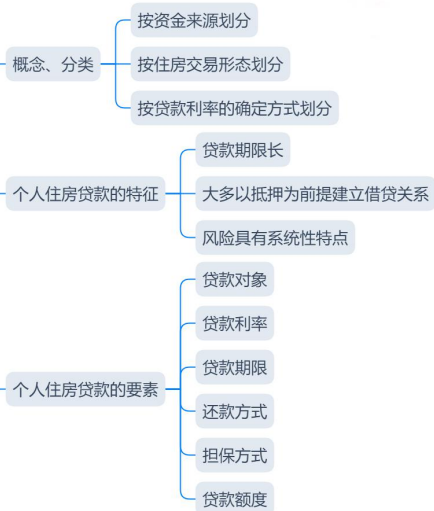 概念、分类
按资金来源划分
按住房交易形态划分
按贷款利率的确定方式划分
个人住房贷款的特征
贷款期限长
大多以抵押为前提建立借贷关系
风险具有系统性特点
个人住房贷款的要素
贷款对象
贷款利率
贷款期限
还款方式
担保方式
贷款额度